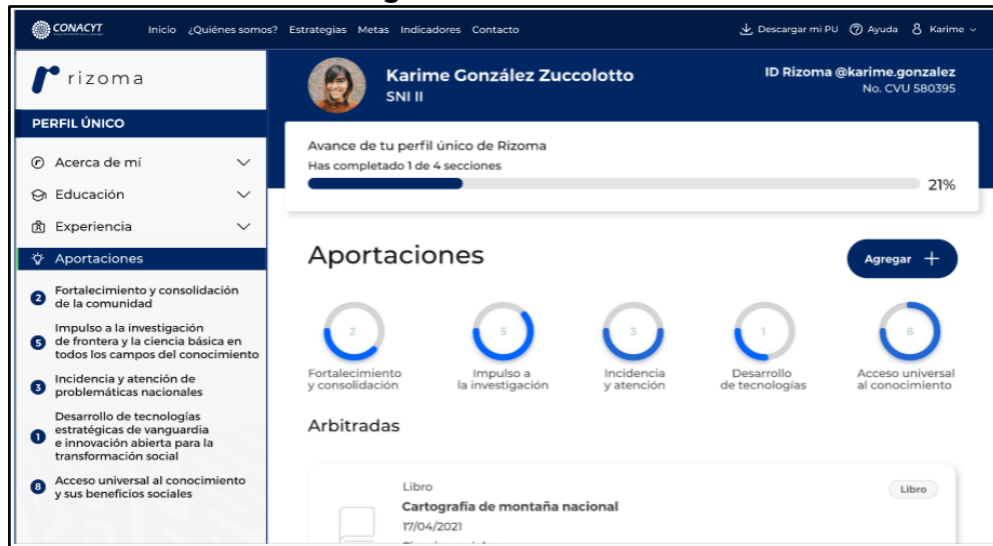 CONACYT
Inicio ¿Quiénes somos? Estrategias Metas Indicadores Contacto
Descargar mi PU Ayuda Karime
rizoma
Karime González Zuccolotto
SNI II
ID Rizoma @karime.gonzalez
No. CVU 580395
PERFIL ÚNICO
Acerca de mí
Educación
Experiencia
Aportaciones
2 Fortalecimiento y consolidación
de la comunidad
Impulso a la investigación
5 de frontera y la ciencia básica en
todos los campos del conocimiento
3 Incidencia y atención de
problemáticas nacionales
Desarrollo de tecnologías
estratégicas de vanguardia
1 e innovación abierta para la
transformación social
8 Acceso universal al conocimiento
y sus beneficios sociales
Avance de tu perfil único de Rizoma
Has completado 1 de 4 secciones
21%
Aportaciones
Agregar +
2
Fortalecimiento
y consolidación
5
Impulso a
la investigación
3
Incidencia
y atención
1
Desarrollo
de tecnologías
8
Acceso universal
al conocimiento
Arbitradas
Libro
Libro
Cartografía de montaña nacional
17/04/2021